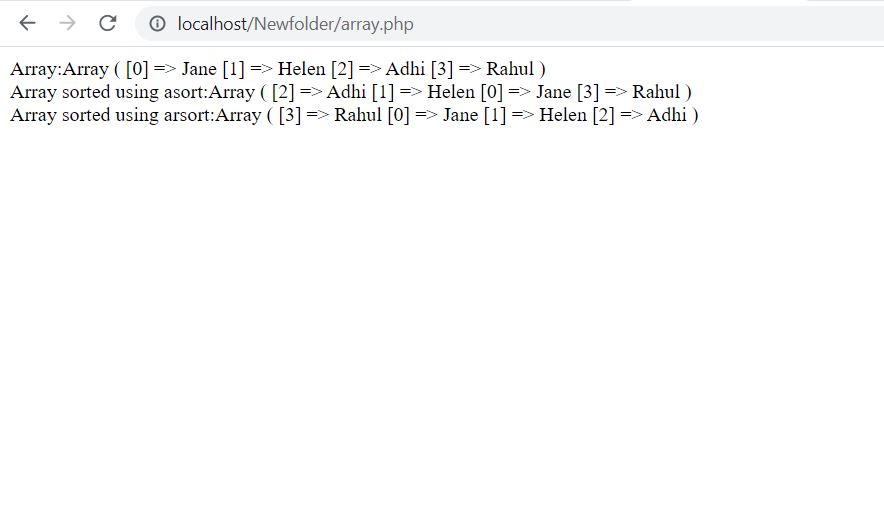 localhost/Newfolder/array.php
Array:Array ( [0] => Jane [1] => Helen [2] => Adhi [3] => Rahul )
Array sorted using asort:Array ( [2] => Adhi [1] => Helen [0] => Jane [3] => Rahul )
Array sorted using arsort:Array ( [3] => Rahul [0] => Jane [1] => Helen [2] => Adhi )